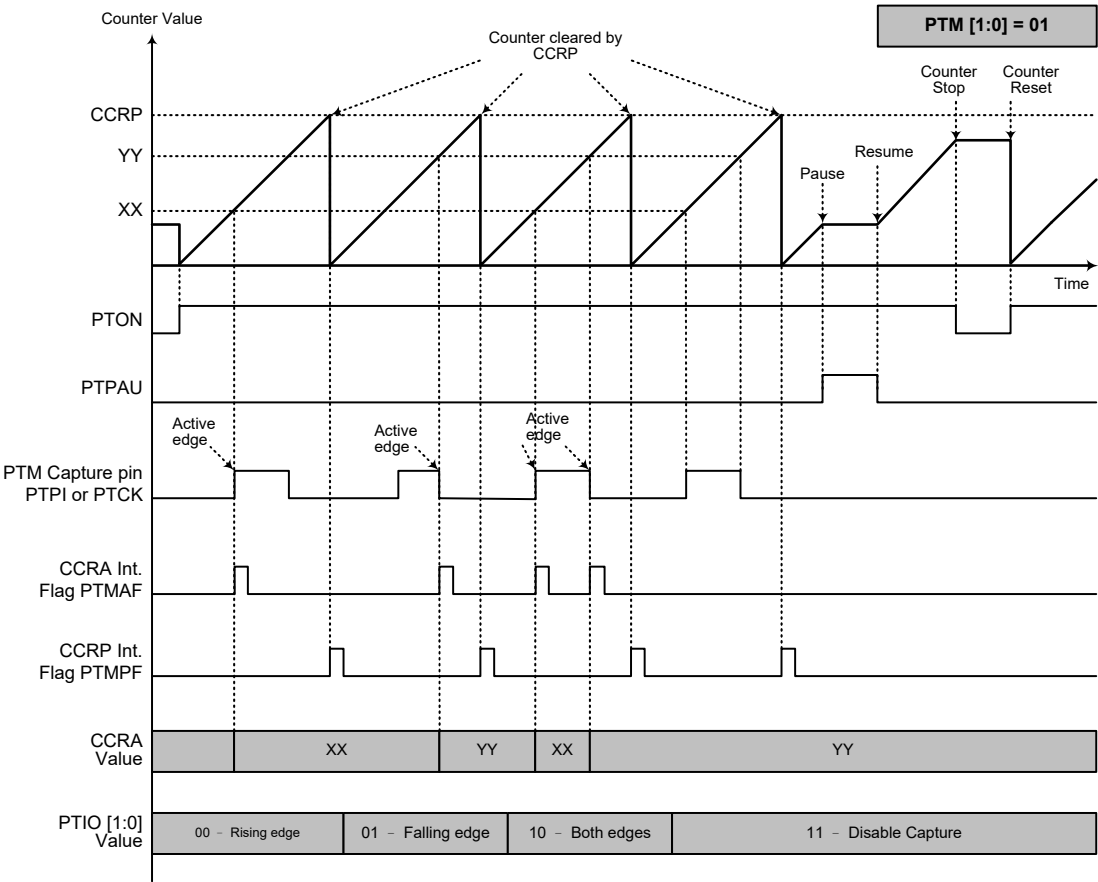 Counter Value
PTM [1:0] = 01
Counter cleared by
CCRP
Counter
Stop
Counter
Reset
CCRP
YY
Resume
Pause
XX
Time
PTON
PTPAU
Active
edge
Active
edge
Active
edge
PTM Capture pin
PTPI or PTCK
CCRA Int.
Flag PTMAF
CCRP Int.
Flag PTMPF
CCRA
Value
XX
YY
XX
YY
PTIO [1:0]
Value
00 – Rising edge
01 – Falling edge
10 – Both edges
11 – Disable Capture